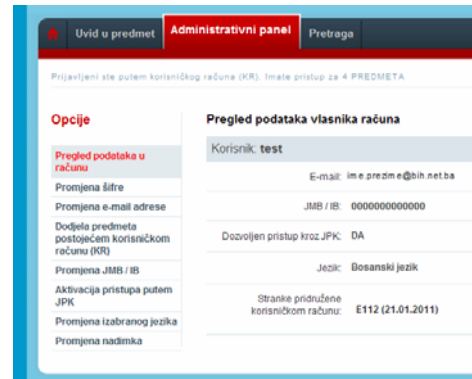 Uvid u predmet
Administrativni panel
Pretraga
Prijavljeni ste putem korisničkog računa (KR). Imate pristup za 4 PREDMETA
Opcije
Pregled podataka u
računu
Promjena šifre
Promjena e-mail adrese
Dodjela predmeta
postojećem korisničkom
računu (KR)
Promjena JMB / IB
Aktivacija pristupa putem
JPK
Promjena izabranog jezika
Promjena nadimka
Pregled podataka vlasnika računa
Korisnik: test
E-mail: ime.prezime@bih.net.ba
JMB / IB: 0000000000000
Dozvoljen pristup kroz JPK: DA
Jezik: Bosanski jezik
Stranke pridružene
korisničkom računu: E112 (21.01.2011)